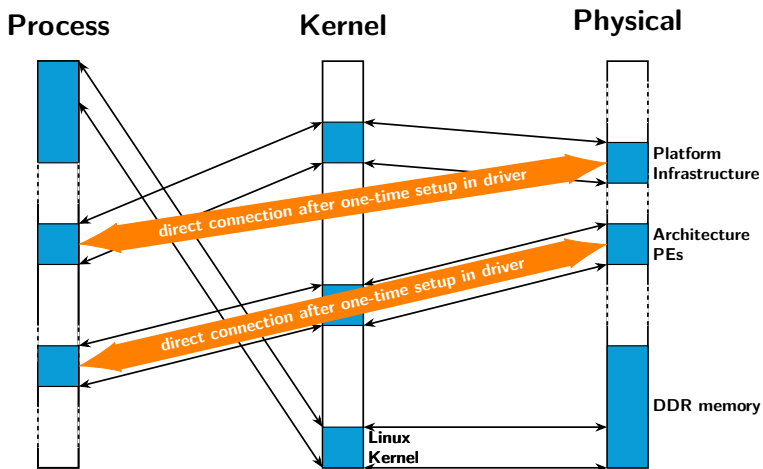 Process
Kernel
Physical
Platform
Infrastructure
direct connection after one-time setup in driver
Architecture
PEs
direct connection after one-time setup in driver
DDR memory
Linux
Kernel